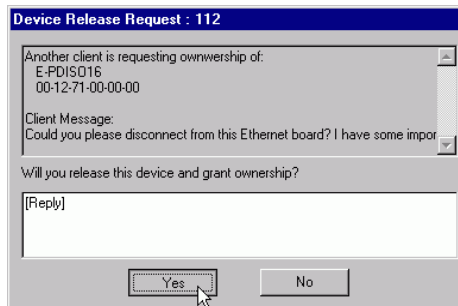 Device Release Request : 112
Another client is requesting ownwership of:
E-PDISO16
00-12-71-00-00-00
Client Message:
Could you please disconnect from this Ethernet board? I have some impor
Will you release this device and grant ownership?
[Reply]
Yes
No